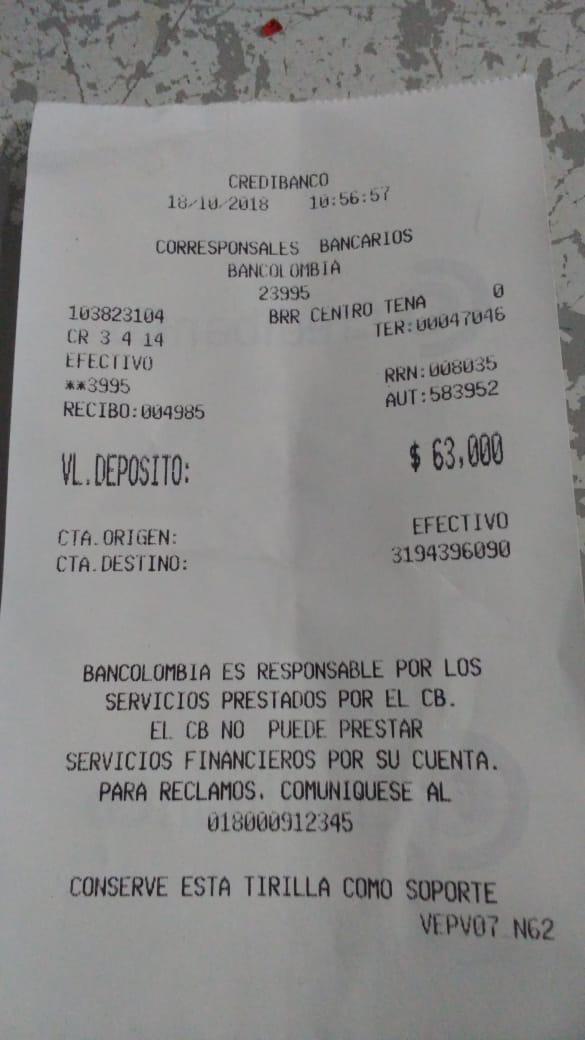 CREDIBANCO
18/10/2018 10:56:57
CORRESPONSALES BANCARIOS
BANCOLOMBIA
23995
103823104 BRR CENTRO TENA 0
CR 3 4 14 TER:00047046
EFECTIVO
**3995 RRN:008035
RECIBO:004985 AUT:583952
VL.DEPOSITO: $ 63,000
CTA.ORIGEN: EFECTIVO
CTA.DESTINO: 3194396090
BANCOLOMBIA ES RESPONSABLE POR LOS
SERVICIOS PRESTADOS POR EL CB.
EL CB NO PUEDE PRESTAR
SERVICIOS FINANCIEROS POR SU CUENTA.
PARA RECLAMOS, COMUNIQUESE AL
018000912345
CONSERVE ESTA TIRILLA COMO SOPORTE
VEPV07 N62